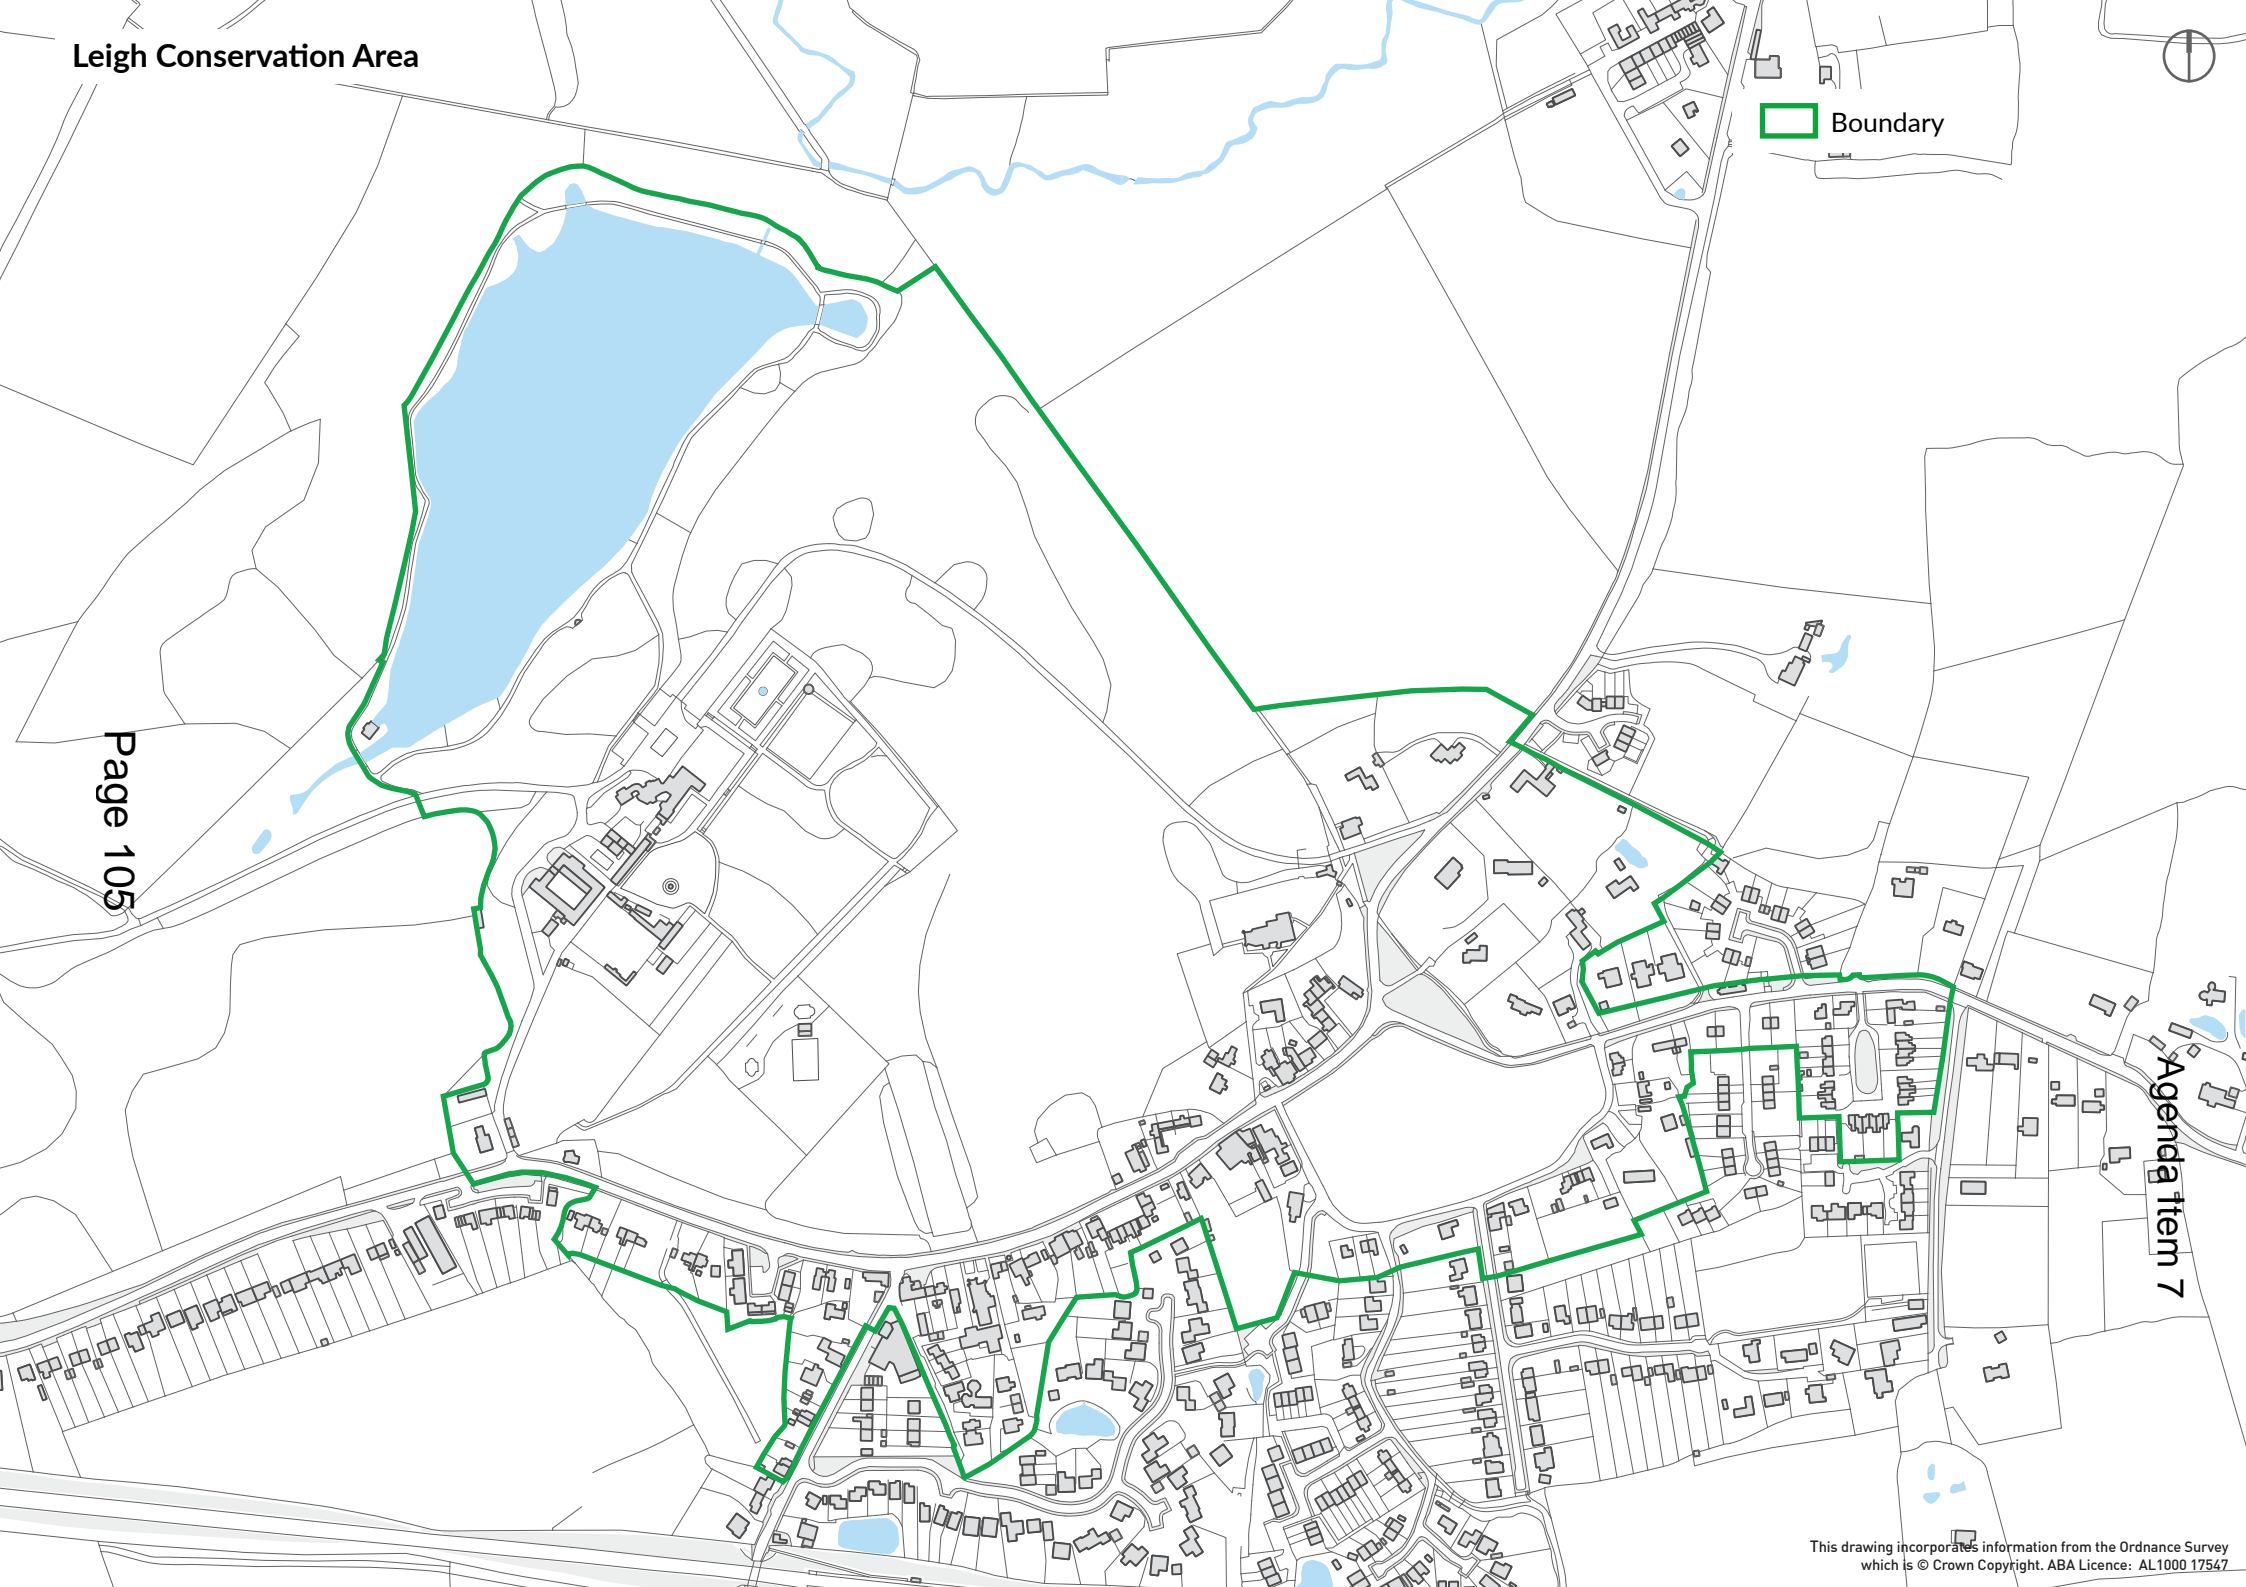 Leigh Conservation Area
Boundary
Page 105
Agenda Item 7
This drawing incorporates information from the Ordnance Survey
which is © Crown Copyright. ABA Licence: AL1000 17547